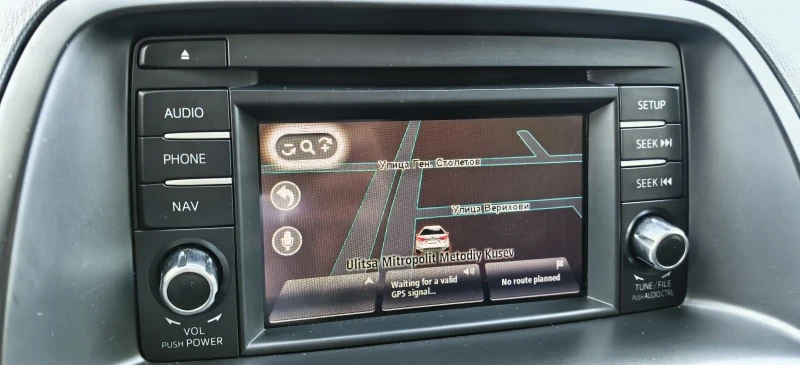 AUDIO
PHONE
NAV
VOL
PUSH POWER
Улица Ген. Столетов
Улица Верихови
Ulitsa Mitropolit Metodiy Kusev
Waiting for a valid
GPS signal...
No route planned
SETUP
SEEK
SEEK
TUNE/FILE
PUSH AUDIO CTRL